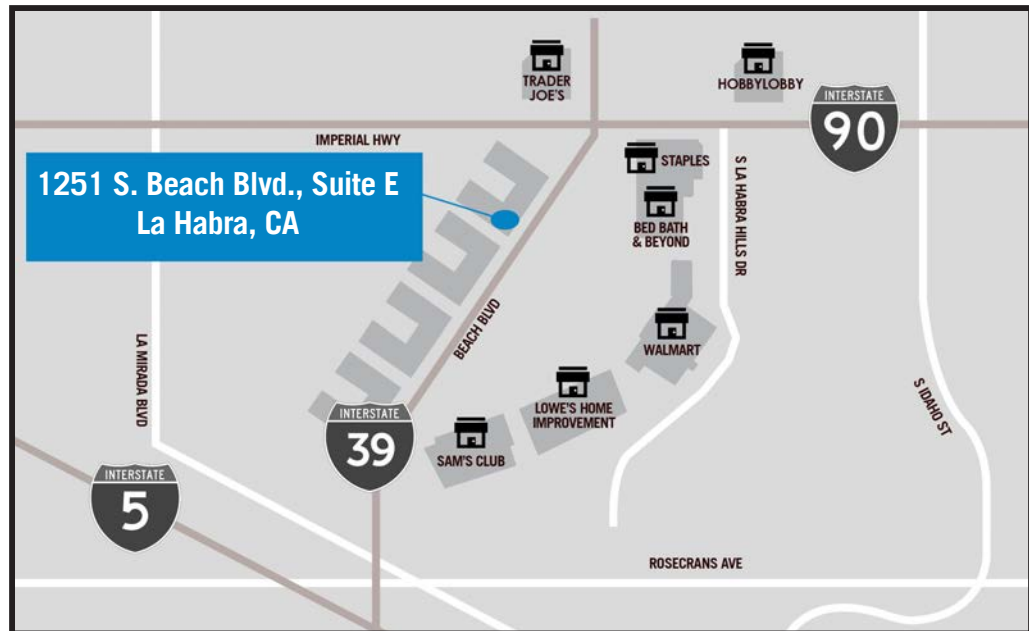 TRADER
JOE'S
HOBBYLOBBY
INTERSTATE
90
IMPERIAL HWY
STAPLES
S LA HABRA HILLS DR
1251 S. Beach Blvd., Suite E
La Habra, CA
BED BATH
& BEYOND
BEACH BLVD
LA MIRADA BLVD
WALMART
S IDAHO ST
LOWE'S HOME
IMPROVEMENT
INTERSTATE
39
SAM'S CLUB
INTERSTATE
5
ROSECRANS AVE